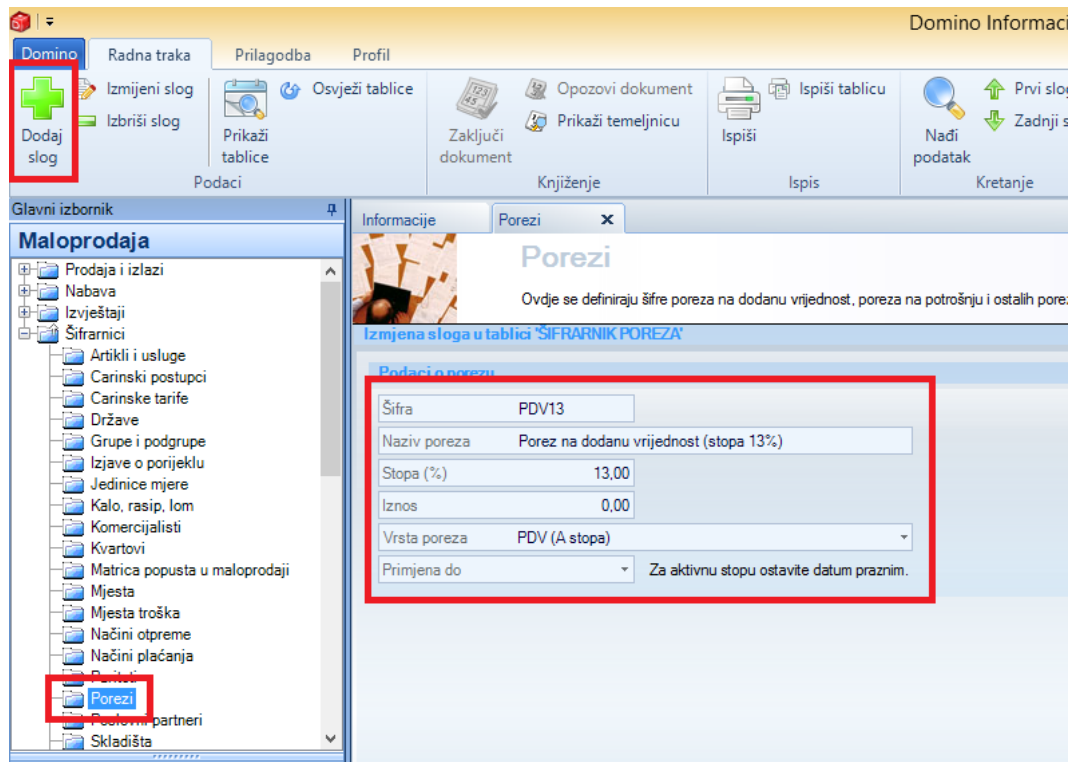 Domino Informaci
Domino Radna traka Prilagodba Profil
Dodaj slog
Izmijeni slog
Izbriši slog
Prikaži tablice
Osvježi tablice
Podaci
Zaključi dokument
Opozovi dokument
Prikaži temeljnicu
Knjiženje
Ispiši
Ispiši tablicu
Ispis
Nađi podatak
Prvi slog
Zadnji s
Kretanje
Glavni izbornik
Maloprodaja
Prodaja i izlazi
Nabava
Izvještaji
Šifrarnici
Artikli i usluge
Carinski postupci
Carinske tarife
Države
Grupe i podgrupe
Izjave o porijeklu
Jedinice mjere
Kalo, rasip, lom
Komercijalisti
Kvartovi
Matrica popusta u maloprodaji
Mjesta
Mjesta troška
Načini otpreme
Načini plaćanja
Pariteti
Porezi
Poslovni partneri
Skladišta
Informacije Porezi
Porezi
Ovdje se definiraju šifre poreza na dodanu vrijednost, poreza na potrošnju i ostalih porez
Izmjena sloga u tablici 'ŠIFRARNIK POREZA'
Podaci o porezu
Šifra PDV13
Naziv poreza Porez na dodanu vrijednost (stopa 13%)
Stopa (%) 13,00
Iznos 0,00
Vrsta poreza PDV (A stopa)
Primjena do Za aktivnu stopu ostavite datum praznim.